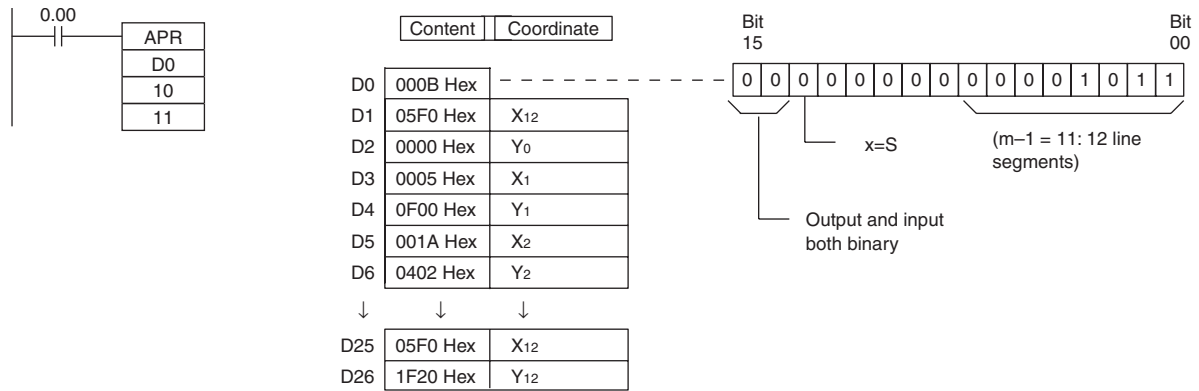 0.00
APR
D0
10
11
Content Coordinate
D0 000B Hex
D1 05F0 Hex X12
D2 0000 Hex Y0
D3 0005 Hex X1
D4 0F00 Hex Y1
D5 001A Hex X2
D6 0402 Hex Y2
↓ ↓ ↓
D25 05F0 Hex X12
D26 1F20 Hex Y12
Bit
15
Bit
00
0 0 0 0 0 0 0 0 0 0 0 0 1 0 1 1
x=S
(m–1 = 11: 12 line
segments)
Output and input
both binary